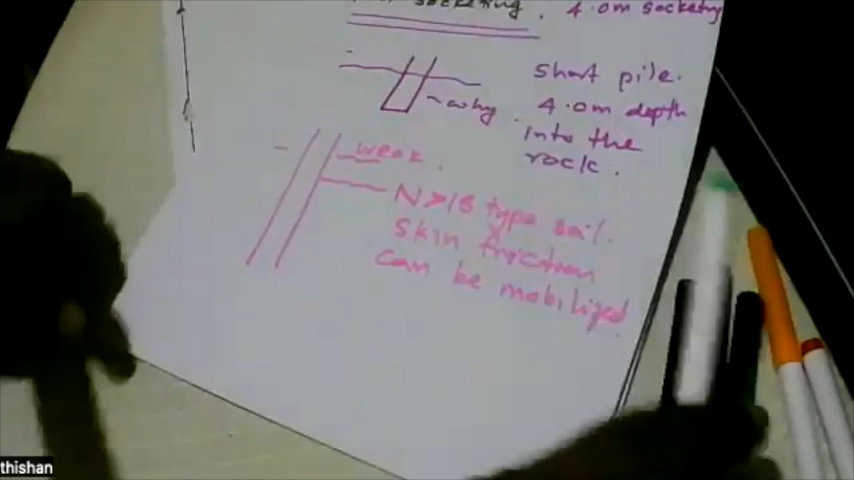 socketing. 4.0m socketing
short pile.
4.0m depth
into the
rock.
weak.
N>15 type soil.
skin friction
can be mobilized.
thishan